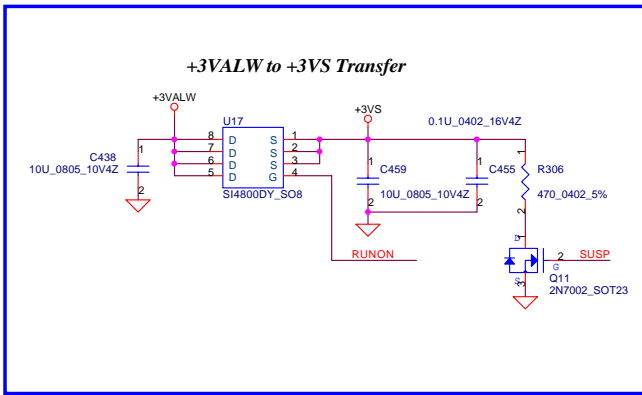 +3VALW to +3VS Transfer
+3VALW
+3VS
U17
0.1U_0402_16V4Z
8 D S 1
7 D S 2
6 D S 3
5 D G 4
SI4800DY_SO8
1
C438
10U_0805_10V4Z
2
1
C459
10U_0805_10V4Z
2
1
C455
2
1
R306
470_0402_5%
2
RUNON
1
D
2
G
SUSP
S
3
Q11
2N7002_SOT23